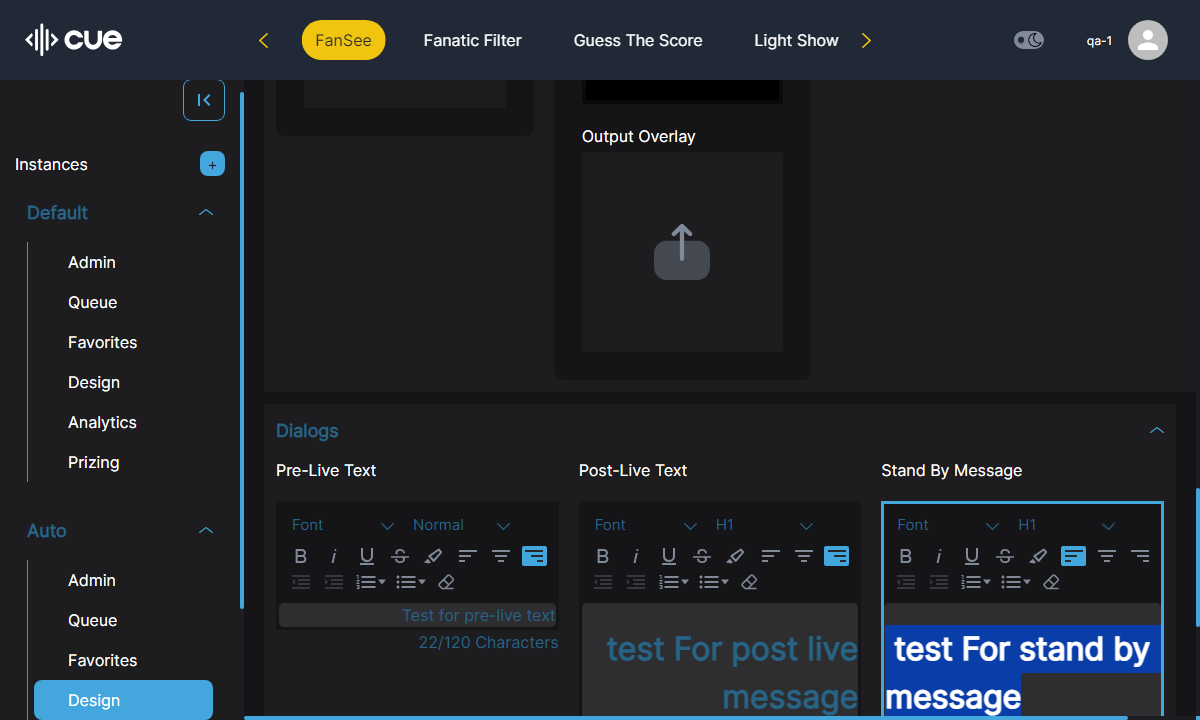 cue
FanSee
Fanatic Filter
Guess The Score
Light Show
qa-1
Instances
+
Default
Admin
Queue
Favorites
Design
Analytics
Prizing
Auto
Admin
Queue
Favorites
Design
Output Overlay
Dialogs
Pre-Live Text
Font
Normal
B i U S
Test for pre-live text
22/120 Characters
Post-Live Text
Font
H1
B i U S
test For post live
message
Stand By Message
Font
H1
B i U S
test For stand by
message